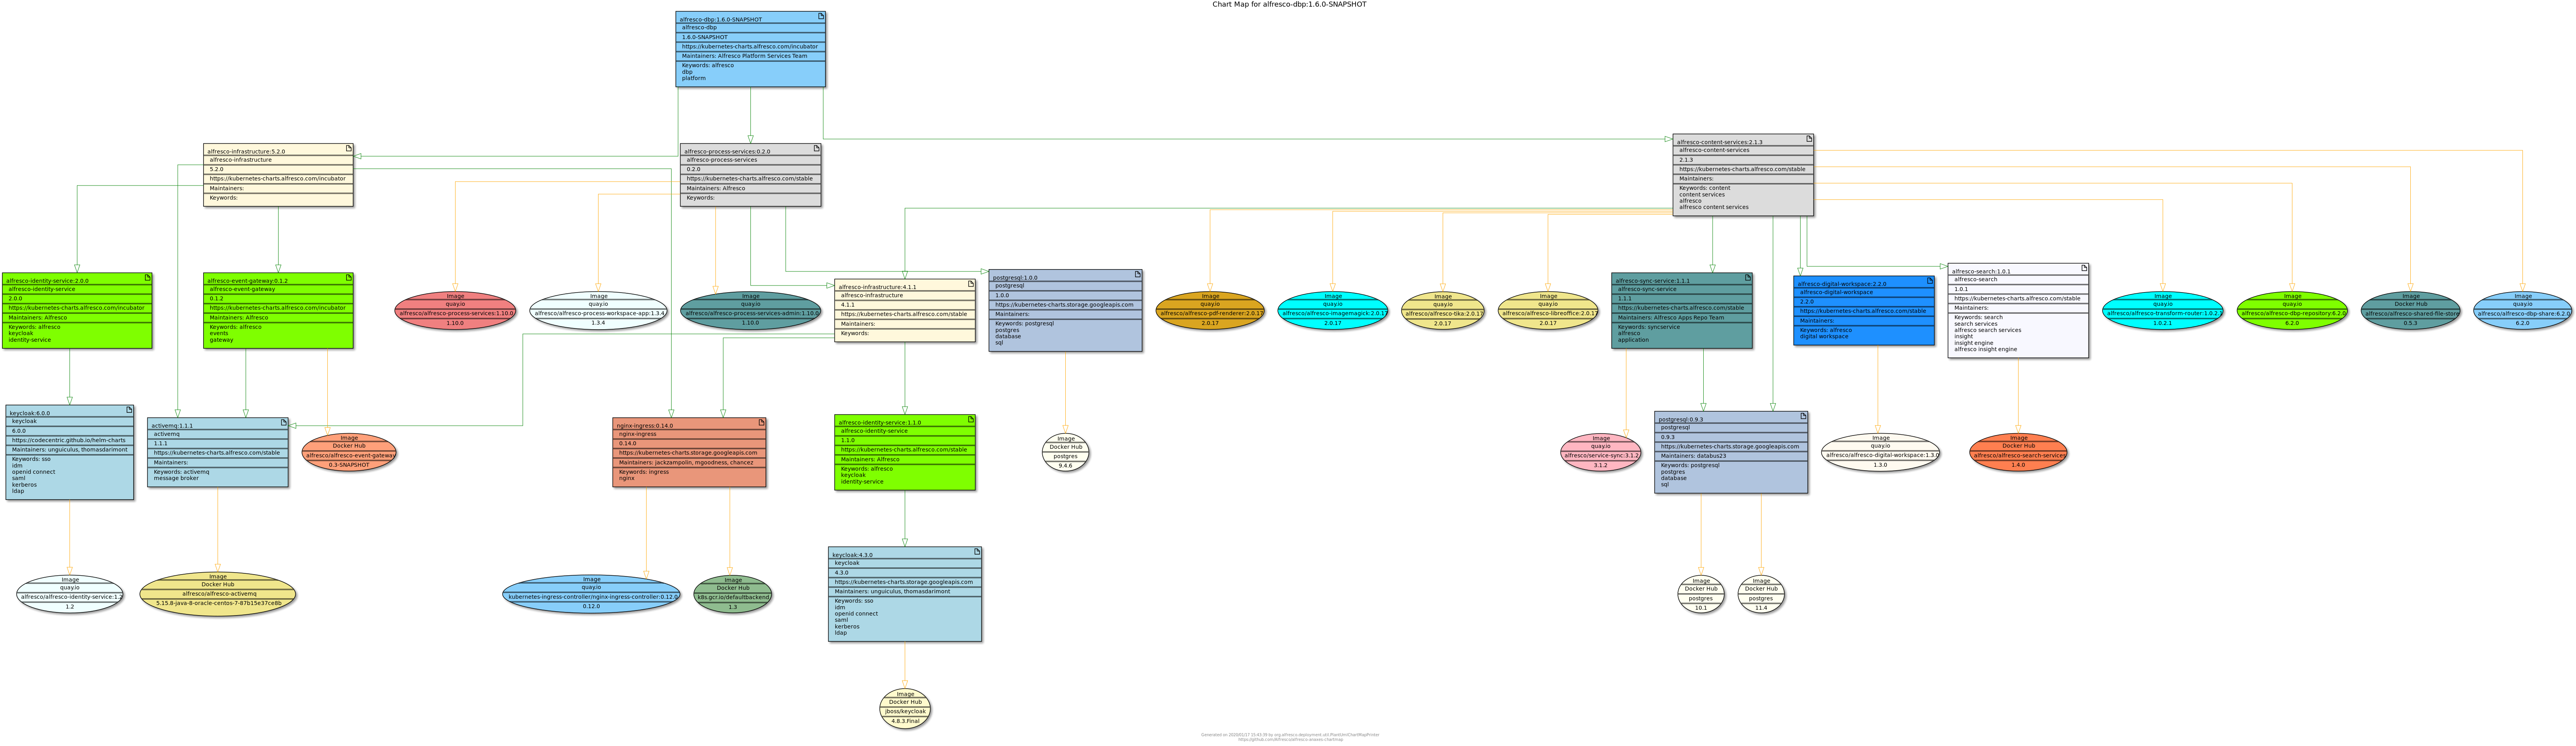 Chart Map for alfresco-dbp:1.6.0-SNAPSHOT
alfresco-dbp:1.6.0-SNAPSHOT
alfresco-dbp
1.6.0-SNAPSHOT
https://kubernetes-charts.alfresco.com/incubator
Maintainers: Alfresco Platform Services Team
Keywords: alfresco
dbp
platform
alfresco-infrastructure:5.2.0
alfresco-infrastructure
5.2.0
https://kubernetes-charts.alfresco.com/incubator
Maintainers:
Keywords:
alfresco-process-services:0.2.0
alfresco-process-services
0.2.0
https://kubernetes-charts.alfresco.com/stable
Maintainers: Alfresco
Keywords:
alfresco-content-services:2.1.3
alfresco-content-services
2.1.3
https://kubernetes-charts.alfresco.com/stable
Maintainers:
Keywords: content
content services
alfresco
alfresco content services
alfresco-identity-service:2.0.0
alfresco-identity-service
2.0.0
https://kubernetes-charts.alfresco.com/incubator
Maintainers: Alfresco
Keywords: alfresco
keycloak
identity-service
alfresco-event-gateway:0.1.2
alfresco-event-gateway
0.1.2
https://kubernetes-charts.alfresco.com/incubator
Maintainers: Alfresco
Keywords: alfresco
events
gateway
Image
quay.io
alfresco/alfresco-process-services:1.10.0
1.10.0
Image
quay.io
alfresco/alfresco-process-workspace-app:1.3.4
1.3.4
Image
quay.io
alfresco/alfresco-process-services-admin:1.10.0
1.10.0
alfresco-infrastructure:4.1.1
alfresco-infrastructure
4.1.1
https://kubernetes-charts.alfresco.com/stable
Maintainers:
Keywords:
postgresql:1.0.0
postgresql
1.0.0
https://kubernetes-charts.storage.googleapis.com
Maintainers:
Keywords: postgresql
postgres
database
sql
Image
quay.io
alfresco/alfresco-pdf-renderer:2.0.17
2.0.17
Image
quay.io
alfresco/alfresco-imagemagick:2.0.17
2.0.17
Image
quay.io
alfresco/alfresco-tika:2.0.17
2.0.17
Image
quay.io
alfresco/alfresco-libreoffice:2.0.17
2.0.17
alfresco-sync-service:1.1.1
alfresco-sync-service
1.1.1
https://kubernetes-charts.alfresco.com/stable
Maintainers: Alfresco Apps Repo Team
Keywords: syncservice
alfresco
application
alfresco-digital-workspace:2.2.0
alfresco-digital-workspace
2.2.0
https://kubernetes-charts.alfresco.com/stable
Maintainers:
Keywords: alfresco
digital workspace
alfresco-search:1.0.1
alfresco-search
1.0.1
https://kubernetes-charts.alfresco.com/stable
Maintainers:
Keywords: search
search services
alfresco search services
insight
insight engine
alfresco insight engine
Image
quay.io
alfresco/alfresco-transform-router:1.0.2.1
1.0.2.1
Image
quay.io
alfresco/alfresco-dbp-repository:6.2.0
6.2.0
Image
Docker Hub
alfresco/alfresco-shared-file-store
0.5.3
Image
quay.io
alfresco/alfresco-dbp-share:6.2.0
6.2.0
keycloak:6.0.0
keycloak
6.0.0
https://codecentric.github.io/helm-charts
Maintainers: unguiculus, thomasdarimont
Keywords: sso
idm
openid connect
saml
kerberos
ldap
activemq:1.1.1
activemq
1.1.1
https://kubernetes-charts.alfresco.com/stable
Maintainers:
Keywords: activemq
message broker
Image
Docker Hub
alfresco/alfresco-event-gateway
0.3-SNAPSHOT
nginx-ingress:0.14.0
nginx-ingress
0.14.0
https://kubernetes-charts.storage.googleapis.com
Maintainers: jackzampolin, mgoodness, chancez
Keywords: ingress
nginx
alfresco-identity-service:1.1.0
alfresco-identity-service
1.1.0
https://kubernetes-charts.alfresco.com/stable
Maintainers: Alfresco
Keywords: alfresco
keycloak
identity-service
Image
Docker Hub
postgres
9.4.6
Image
quay.io
alfresco/service-sync:3.1.2
3.1.2
postgresql:0.9.3
postgresql
0.9.3
https://kubernetes-charts.storage.googleapis.com
Maintainers: databus23
Keywords: postgresql
postgres
database
sql
Image
quay.io
alfresco/alfresco-digital-workspace:1.3.0
1.3.0
Image
Docker Hub
alfresco/alfresco-search-services
1.4.0
Image
quay.io
alfresco/alfresco-identity-service:1.2
1.2
Image
Docker Hub
alfresco/alfresco-activemq
5.15.8-java-8-oracle-centos-7-87b15e37ce8b
Image
quay.io
kubernetes-ingress-controller/nginx-ingress-controller:0.12.0
0.12.0
Image
Docker Hub
k8s.gcr.io/defaultbackend
1.3
keycloak:4.3.0
keycloak
4.3.0
https://kubernetes-charts.storage.googleapis.com
Maintainers: unguiculus, thomasdarimont
Keywords: sso
idm
openid connect
saml
kerberos
ldap
Image
Docker Hub
postgres
10.1
Image
Docker Hub
postgres
11.4
Image
Docker Hub
jboss/keycloak
4.8.3.Final